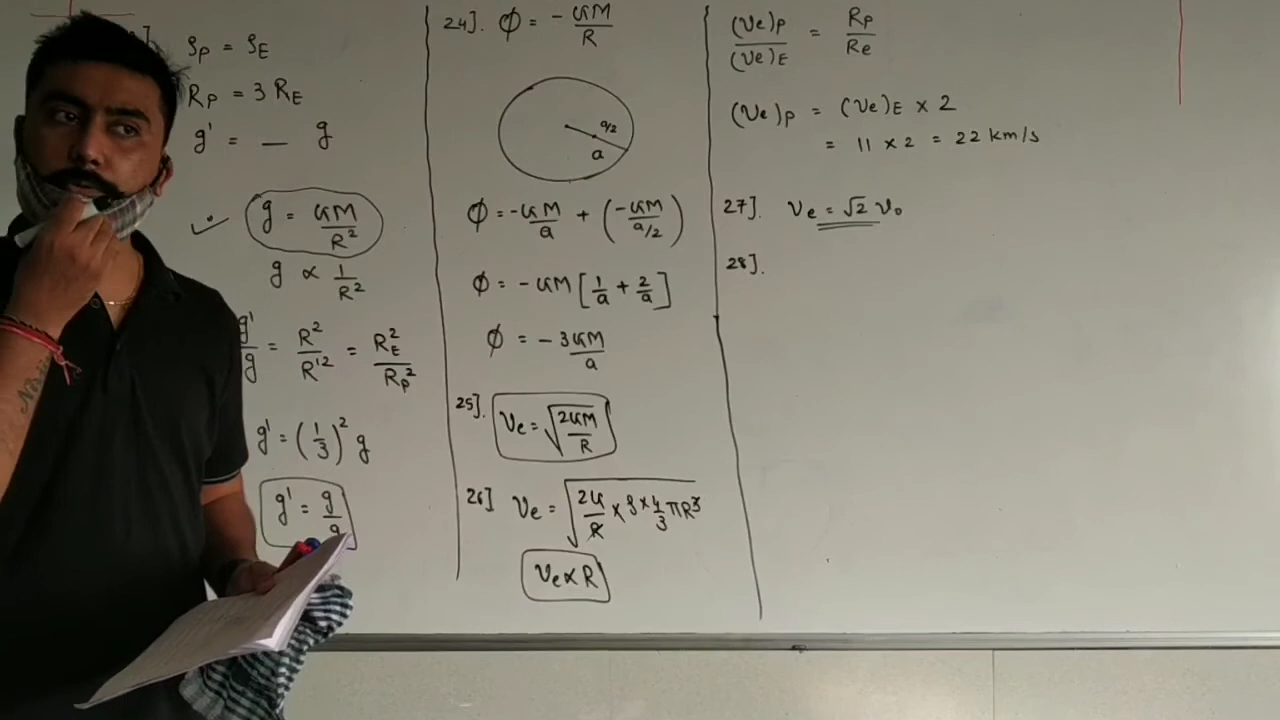 ].
ρP = ρE
RP = 3 RE
g' = — g
g = GM/R²
g ∝ 1/R²
g'/g = R²/R'² = RE²/RP²
g' = (1/3)² g
g' = g/9
24]. ϕ = - GM/R
a/2
a
ϕ = -GM/a + (-GM/a/2)
ϕ = - GM [1/a + 2/a]
ϕ = - 3GM/a
25]. Ve = √2GM/R
26] Ve = √2G/R × ρ × 4/3 πR³
Ve ∝ R
(Ve)P/(Ve)E = RP/Re
(Ve)P = (Ve)E × 2
= 11 × 2 = 22 km/s
27]. Ve = √2 Vo
28].